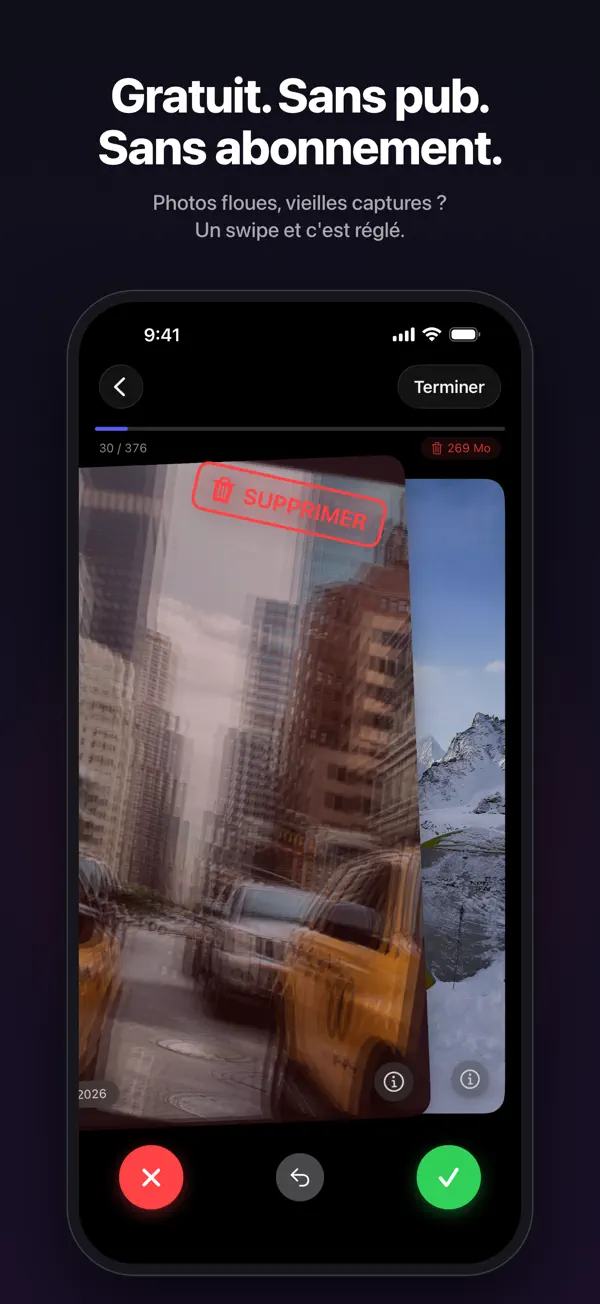 Gratuit. Sans pub.
Sans abonnement.
Photos floues, vieilles captures ?
Un swipe et c'est réglé.
9:41
Terminer
30 / 376
269 Mo
SUPPRIMER
2026